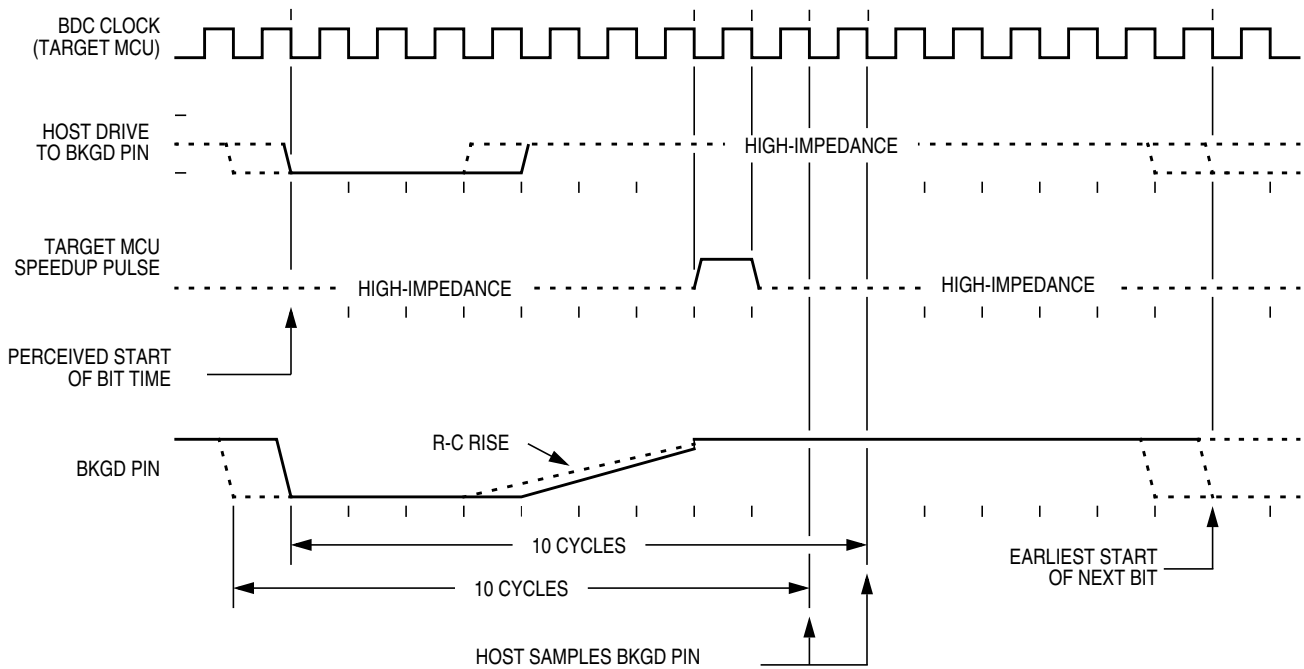 BDC CLOCK
(TARGET MCU)
HOST DRIVE
TO BKGD PIN
HIGH-IMPEDANCE
TARGET MCU
SPEEDUP PULSE
HIGH-IMPEDANCE
HIGH-IMPEDANCE
PERCEIVED START
OF BIT TIME
R-C RISE
BKGD PIN
10 CYCLES
EARLIEST START
OF NEXT BIT
10 CYCLES
HOST SAMPLES BKGD PIN